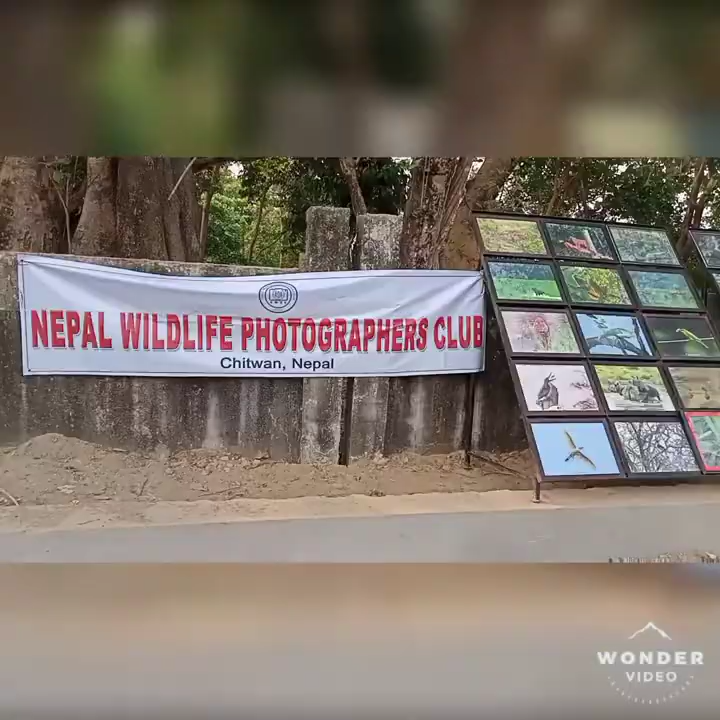 NEPAL WILDLIFE PHOTOGRAPHERS CLUB
Chitwan, Nepal
WONDER
VIDEO